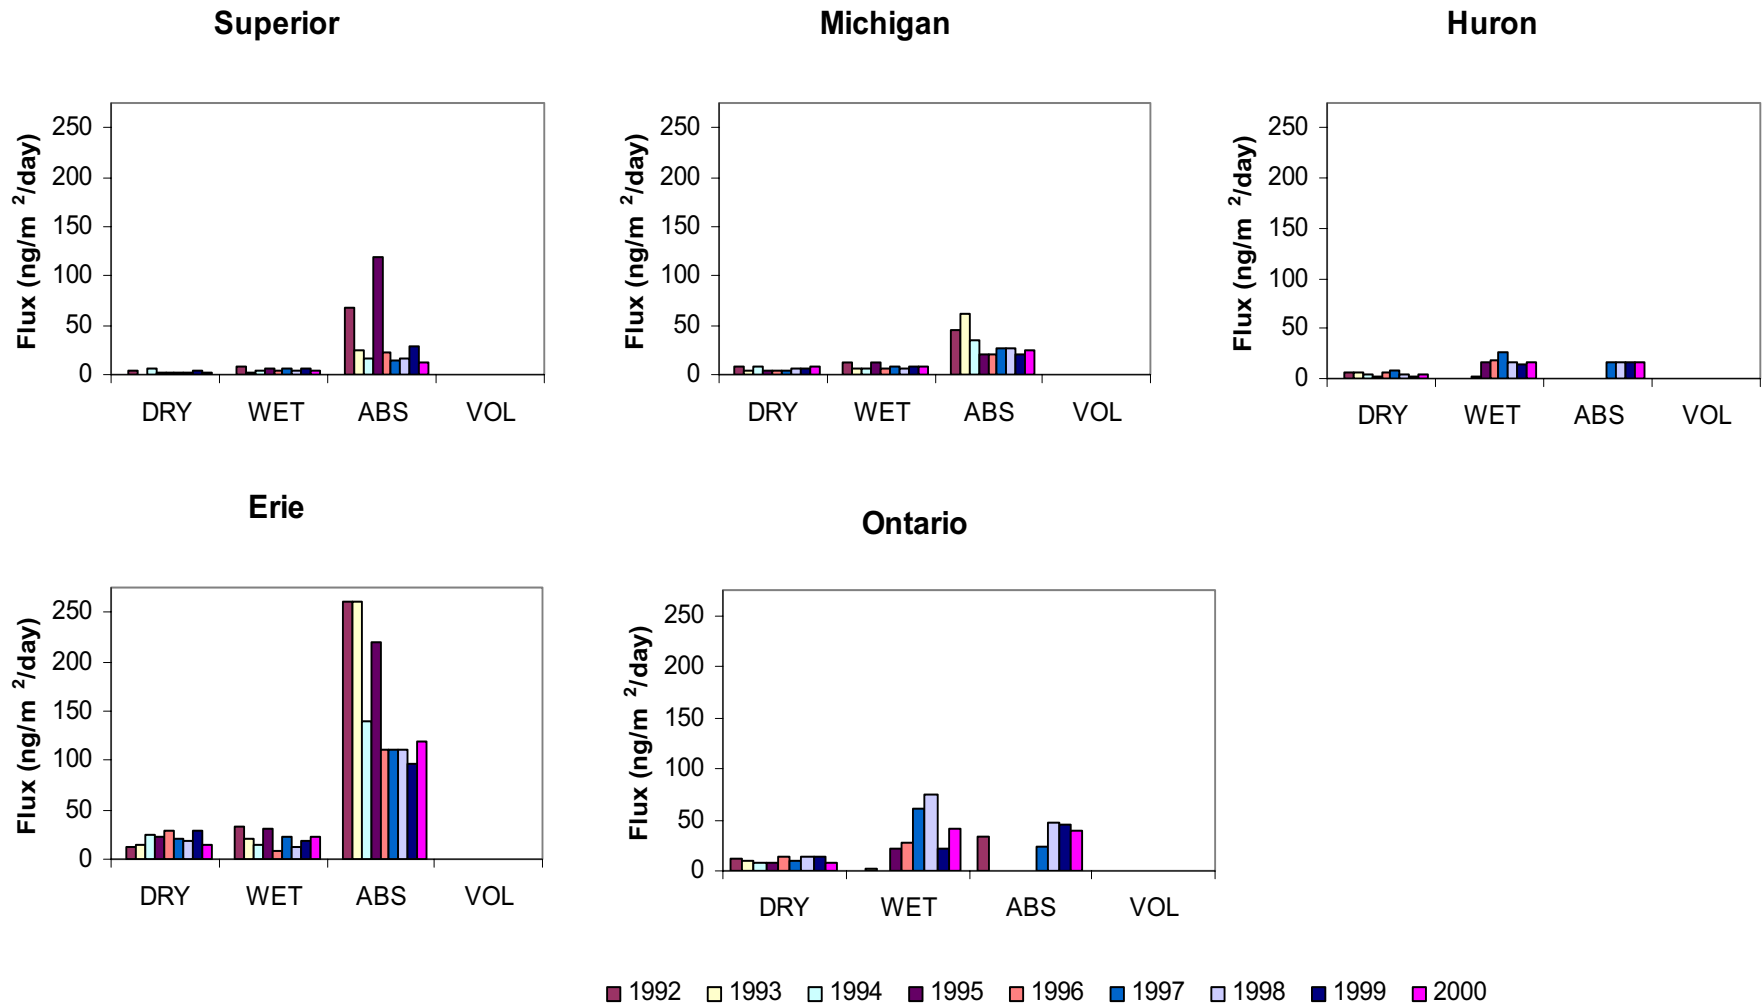 Superior
Flux (ng/m 2/day)
250
200
150
100
50
0
DRY WET ABS VOL
Michigan
Flux (ng/m 2/day)
250
200
150
100
50
0
DRY WET ABS VOL
Huron
Flux (ng/m 2/day)
250
200
150
100
50
0
DRY WET ABS VOL
Erie
Flux (ng/m 2/day)
250
200
150
100
50
0
DRY WET ABS VOL
Ontario
Flux (ng/m 2/day)
250
200
150
100
50
0
DRY WET ABS VOL
1992 1993 1994 1995 1996 1997 1998 1999 2000